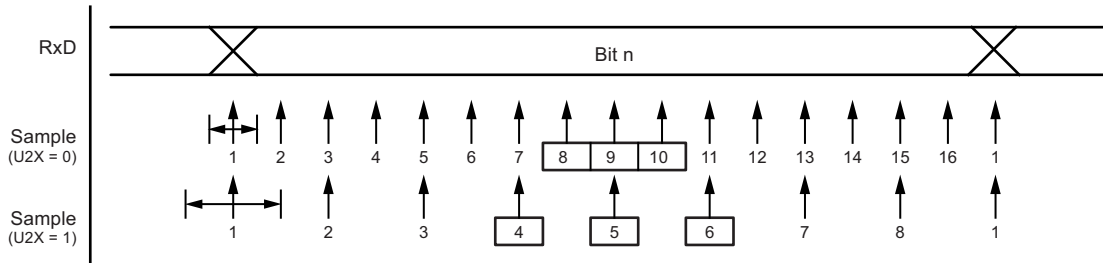 RxD
Bit n
Sample
(U2X = 0)
1 2 3 4 5 6 7 8 9 10 11 12 13 14 15 16 1
Sample
(U2X = 1)
1 2 3 4 5 6 7 8 1